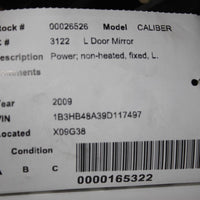 Stock # 00026526 Model CALIBER
C # 3122 L Door Mirror
Description Power; non-heated, fixed, L.
Comments
Year 2009
VIN 1B3HB48A39D117497
Located X09G38
Condition
A B C
0000165322